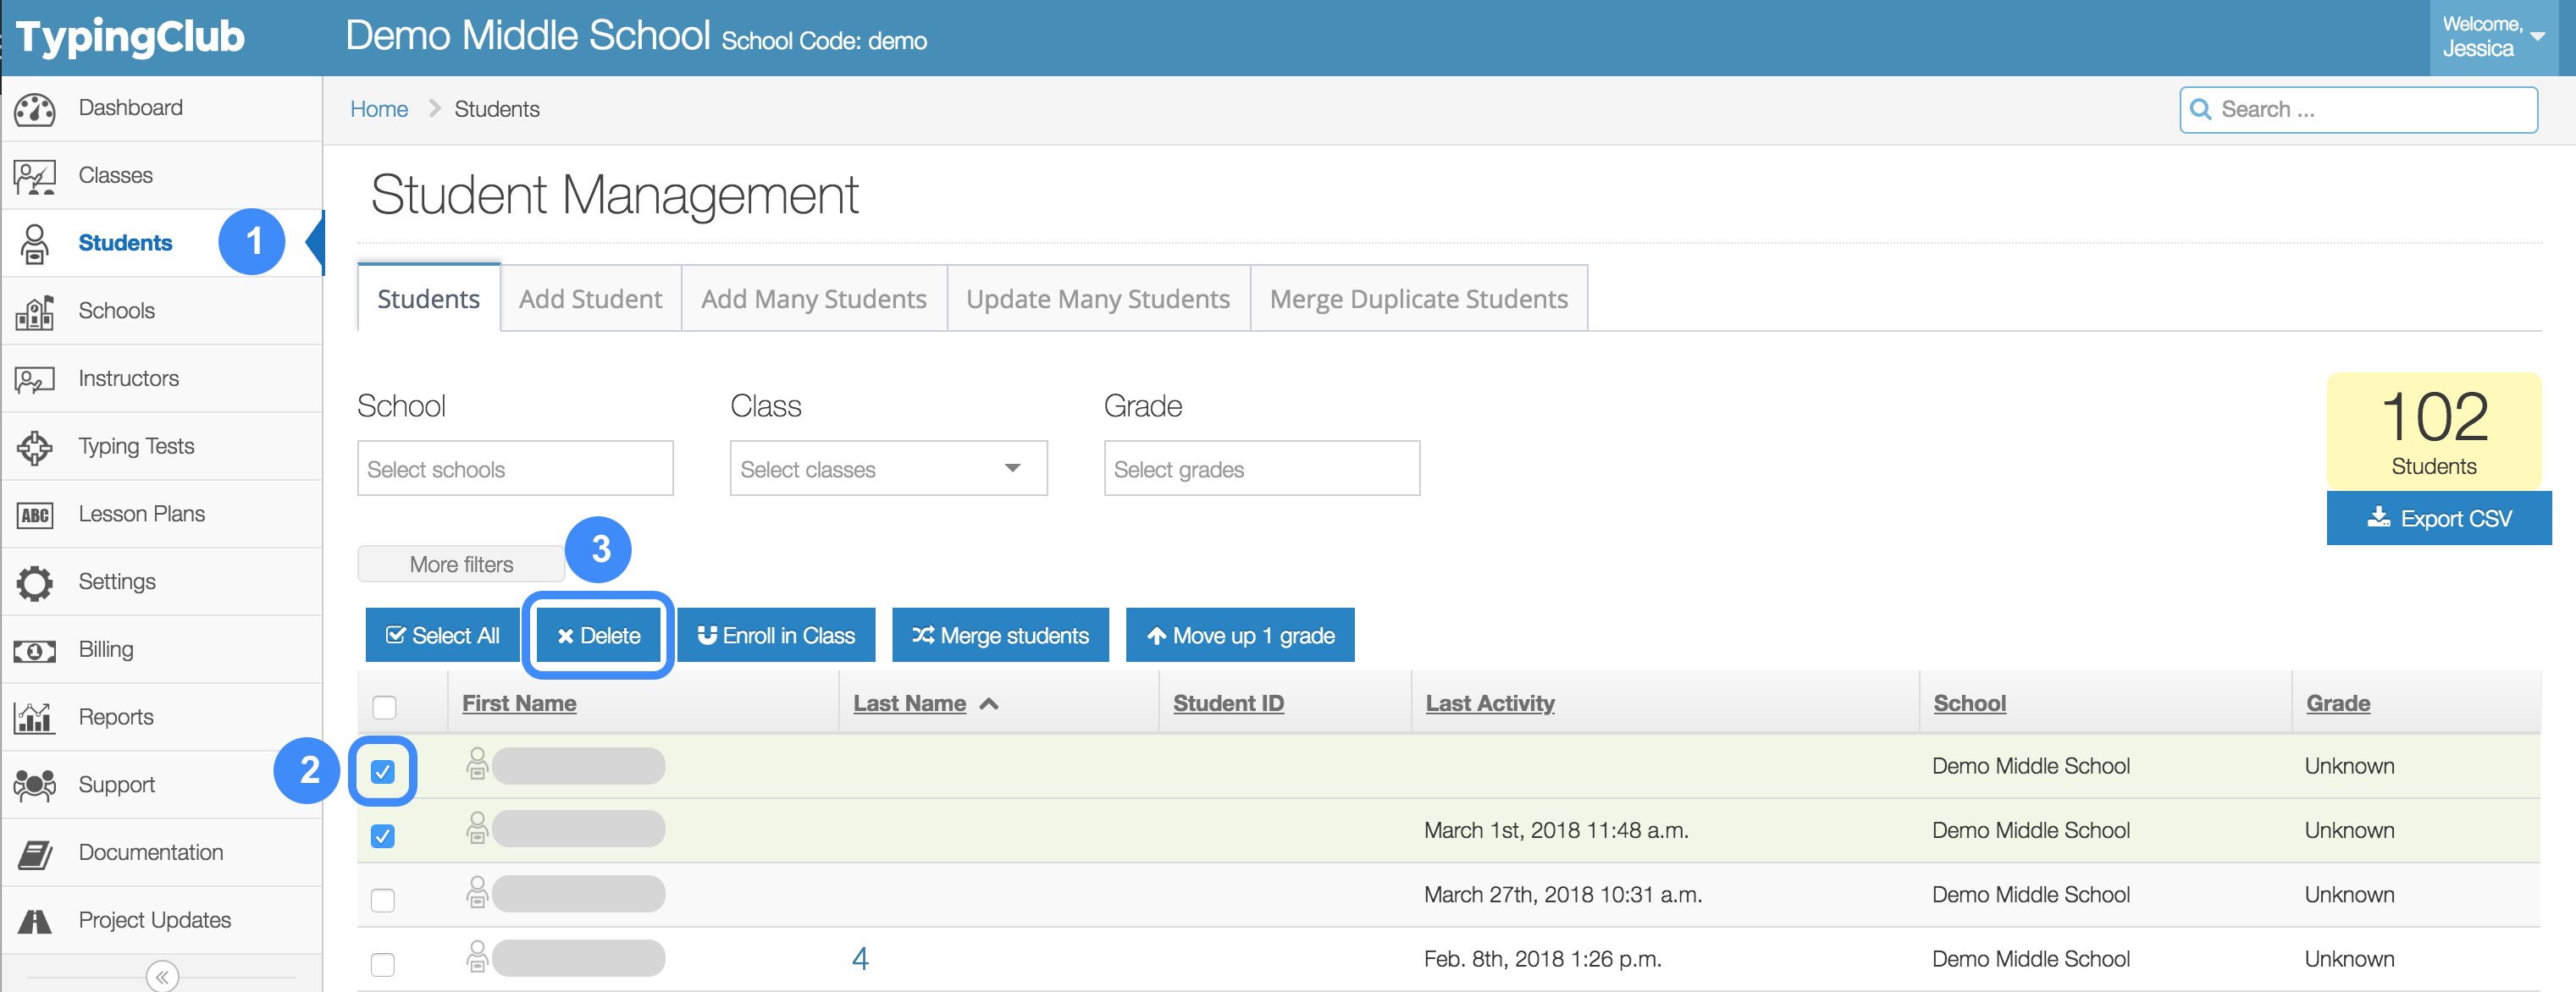 TypingClub
Demo Middle School School Code: demo
Welcome,
Jessica
Dashboard
Classes
Students
1
Schools
Instructors
Typing Tests
ABC
Lesson Plans
Settings
1
Billing
Reports
Support
Documentation
Project Updates
Home Students
Search ...
Student Management
Students Add Student Add Many Students Update Many Students Merge Duplicate Students
School Class Grade
Select schools Select classes Select grades
102
Students
Export CSV
More filters
3
Select All Delete Enroll in Class Merge students Move up 1 grade
First Name Last Name Student ID Last Activity School Grade
2
Demo Middle School Unknown
March 1st, 2018 11:48 a.m. Demo Middle School Unknown
March 27th, 2018 10:31 a.m. Demo Middle School Unknown
4 Feb. 8th, 2018 1:26 p.m. Demo Middle School Unknown